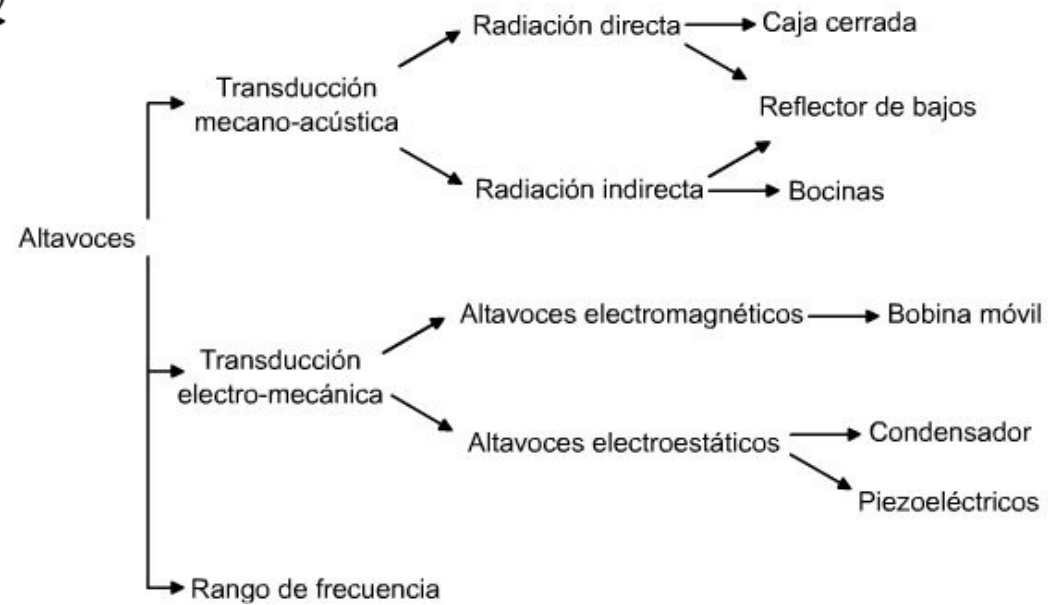 Radiación directa
Caja cerrada
Transducción
mecano-acústica
Reflector de bajos
Radiación indirecta
Bocinas
Altavoces
Altavoces electromagnéticos
Bobina móvil
Transducción
electro-mecánica
Altavoces electroestáticos
Condensador
Piezoeléctricos
Rango de frecuencia